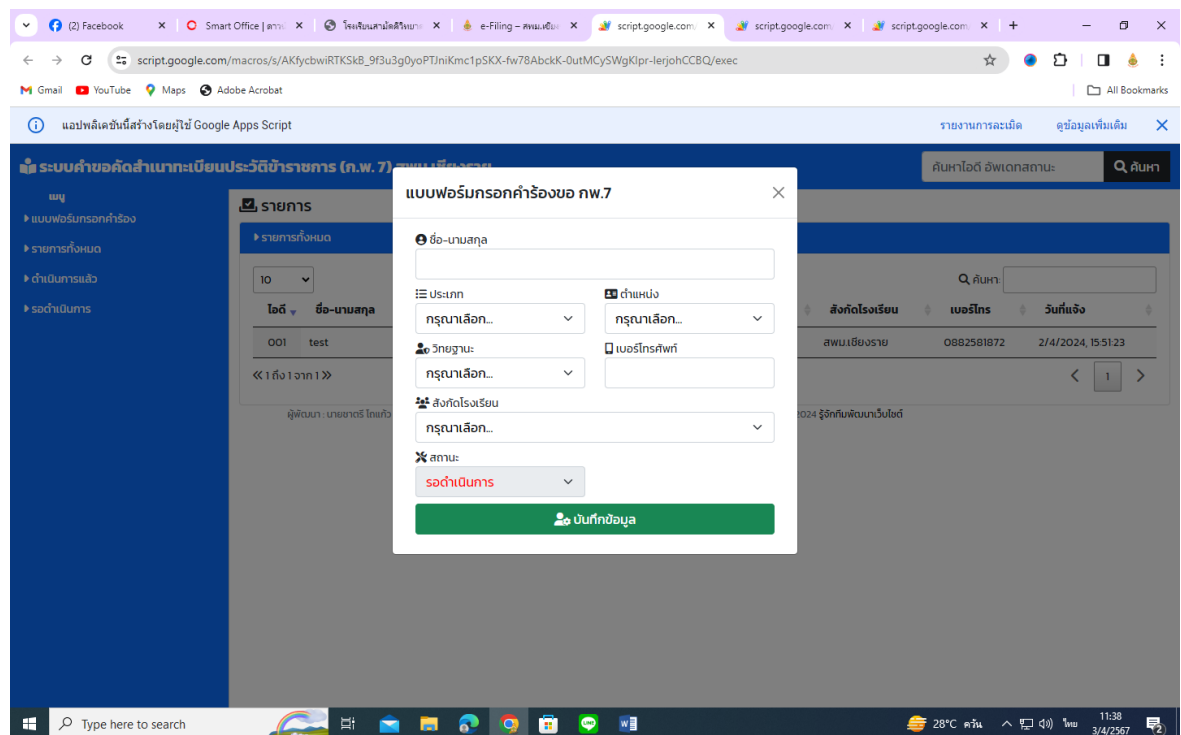 (2) Facebook
Smart Office |
e-Filing – สพม.
script.google.com/
script.google.com
script.google.com/
script.google.com/macros/s/AKfycbwiRTKSkB_9f3u3g0yoPTJniKmc1pSKX-fw78AbckK-0utMCySWgKlpr-lerjohCCBQ/exec
Gmail YouTube Maps Adobe Acrobat
All Bookmarks
แอปพลิเคชันนี้สร้างโดยผู้ใช้ Google Apps Script
รายงานการละเมิด ดูข้อมูลเพิ่มเติม
ระบบคำขอคัดสำเนาทะเบียนประวัติข้าราชการ (ก.พ. 7) สพม.เชียงราย
ค้นหาไอดี อัพเดทสถานะ: ค้นหา
เมนู
แบบฟอร์มกรอกคำร้อง
รายการทั้งหมด
ดำเนินการแล้ว
รอดำเนินการ
รายการ
รายการทั้งหมด
10
ค้นหา:
ไอดี ชื่อ-นามสกุล สังกัดโรงเรียน เบอร์โทร วันที่แจ้ง
001 test สพม.เชียงราย 0882581872 2/4/2024, 15:51:23
1 ถึง 1 จาก 1
1
ผู้พัฒนา : นายชาตรี
2024 รู้จักทีมพัฒนาเว็บไซต์
แบบฟอร์มกรอกคำร้องขอ กพ.7
ชื่อ-นามสกุล
ประเภท ตำแหน่ง
กรุณาเลือก... กรุณาเลือก...
วิทยฐานะ: เบอร์โทรศัพท์
กรุณาเลือก...
สังกัดโรงเรียน
กรุณาเลือก...
สถานะ:
รอดำเนินการ
บันทึกข้อมูล
Type here to search
28°C ควัน
ไทย
11:38
3/4/2567
2